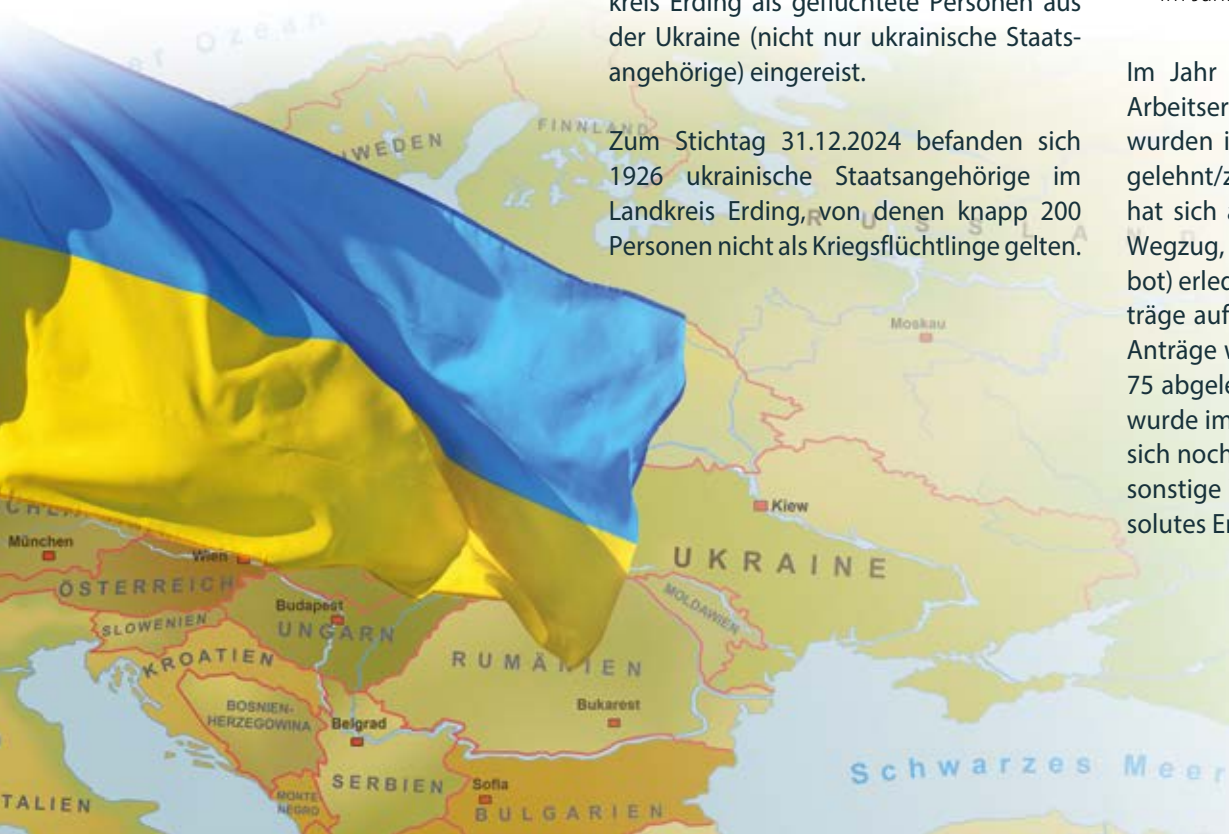 kreis Erding als geflüchtete Personen aus
der Ukraine (nicht nur ukrainische Staats-
angehörige) eingereist.
Zum Stichtag 31.12.2024 befanden sich
1926 ukrainische Staatsangehörige im
Landkreis Erding, von denen knapp 200
Personen nicht als Kriegsflüchtlinge gelten.
Im Jahr
Arbeitser
wurden i
gelehnt/z
hat sich a
Wegzug,
bot) erled
träge auf
Anträge w
75 abgele
wurde im
sich noch
sonstige
solutes Er
er Ozean
WEDEN
FINNLAND
RUSSLAND
Moskau
Kiew
UKRAINE
MOLDAWIEN
München
Wien
ÖSTERREICH
Budapest
UNGARN
SLOWENIEN
KROATIEN
RUMÄNIEN
BOSNIEN-
HERZEGOWINA
Belgrad
Bukarest
SERBIEN
MONTE
NEGRO
Sofia
BULGARIEN
TALIEN
Schwarzes Meer